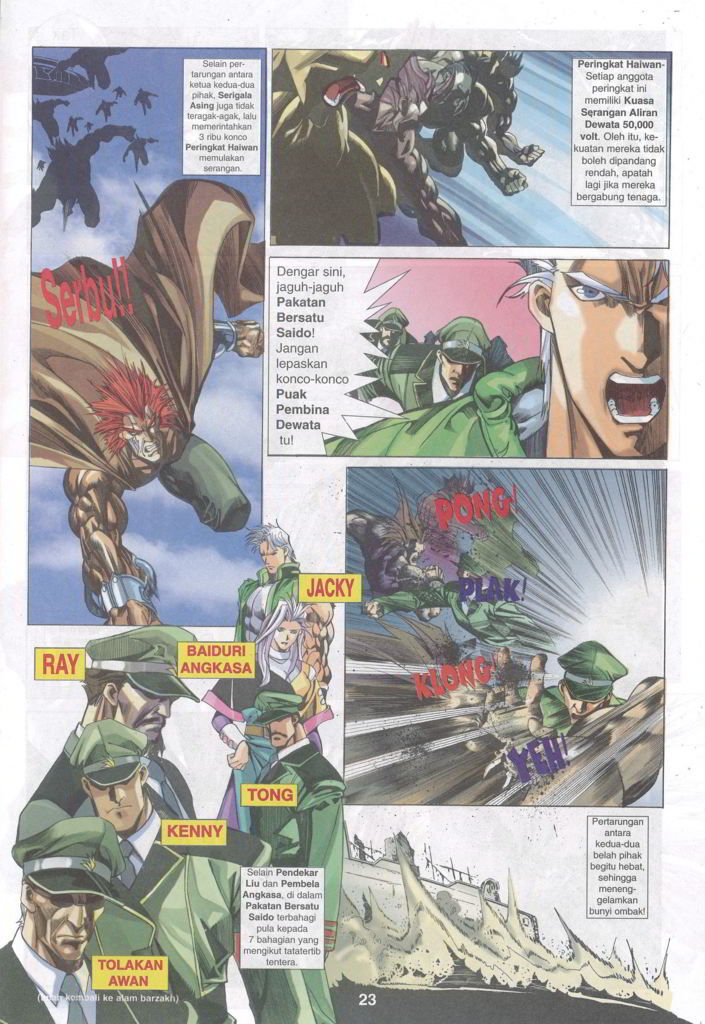 Selain per-
tarungan antara
ketua kedua-dua
pihak, Serigala
Asing juga tidak
teragak-agak, lalu
memerintahkan
3 ribu konco
Peringkat Haiwan
memulakan
serangan.
Peringkat Haiwan-
Setiap anggota
peringkat ini
memiliki Kuasa
Serangan Aliran
Dewata 50,000
volt. Oleh itu, ke-
kuatan mereka tidak
boleh dipandang
rendah, apatah
lagi jika mereka
bergabung tenaga.
Serbu!!
Dengar sini,
jaguh-jaguh
Pakatan
Bersatu
Saido!
Jangan
lepaskan
konco-konco
Puak
Pembina
Dewata
tu!
PONG!
PLAK!
KLONG!
YEH!
JACKY
RAY
BAIDURI
ANGKASA
TONG
KENNY
TOLAKAN
AWAN
(telah kembali ke alam barzakh)
Selain Pendekar
Liu dan Pembela
Angkasa, di dalam
Pakatan Bersatu
Saido terbahagi
pula kepada
7 bahagian yang
mengikut tatatertib
tentera.
Pertarungan
antara
kedua-dua
belah pihak
begitu hebat,
sehingga
meneng-
gelamkan
bunyi ombak!
23